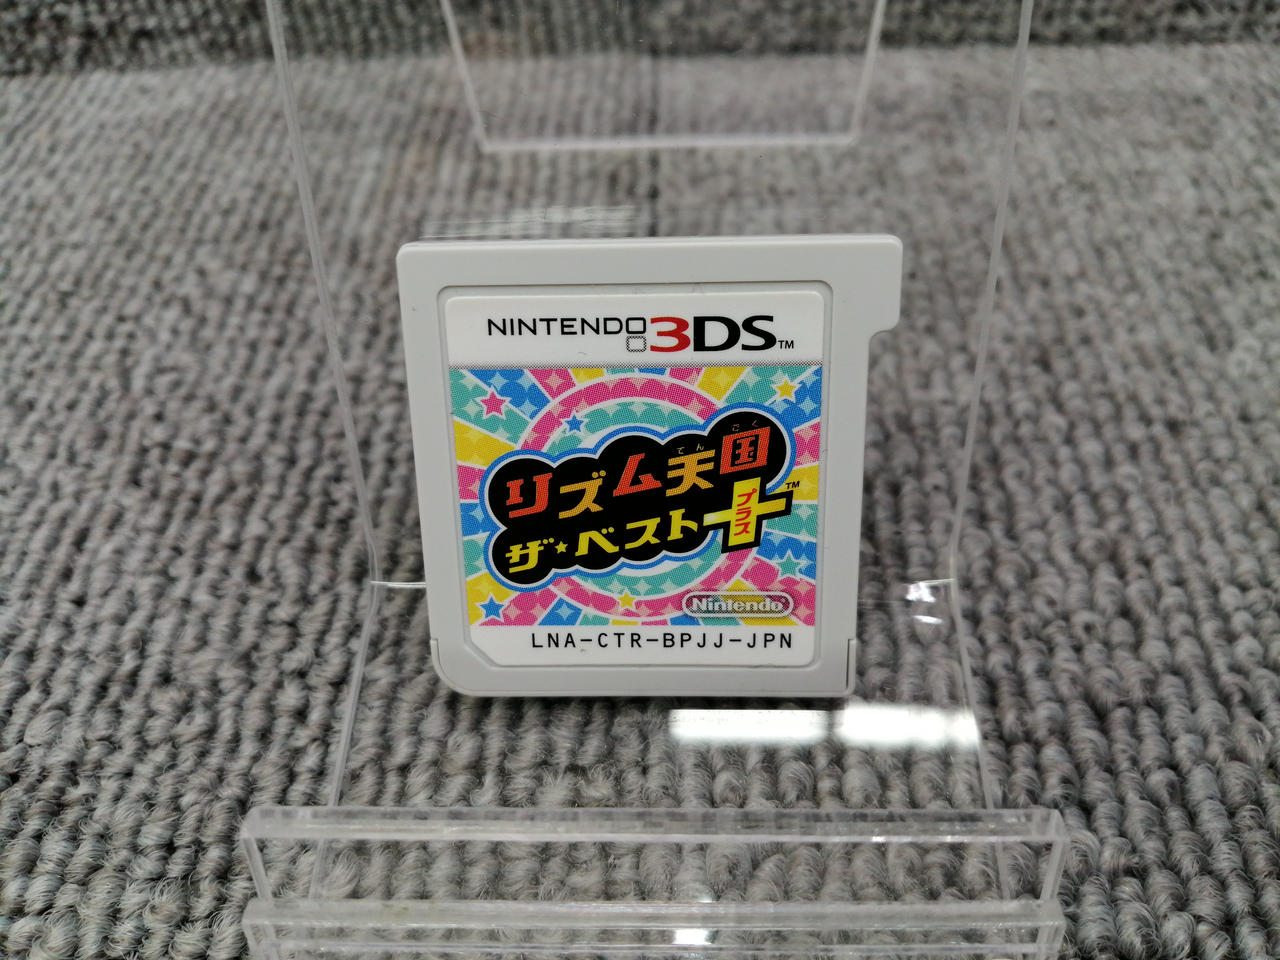 NINTENDO 3DS™
てん ごく
リズム天国
ザ★ベスト
プラス
™
Nintendo
LNA-CTR-BPJJ-JPN